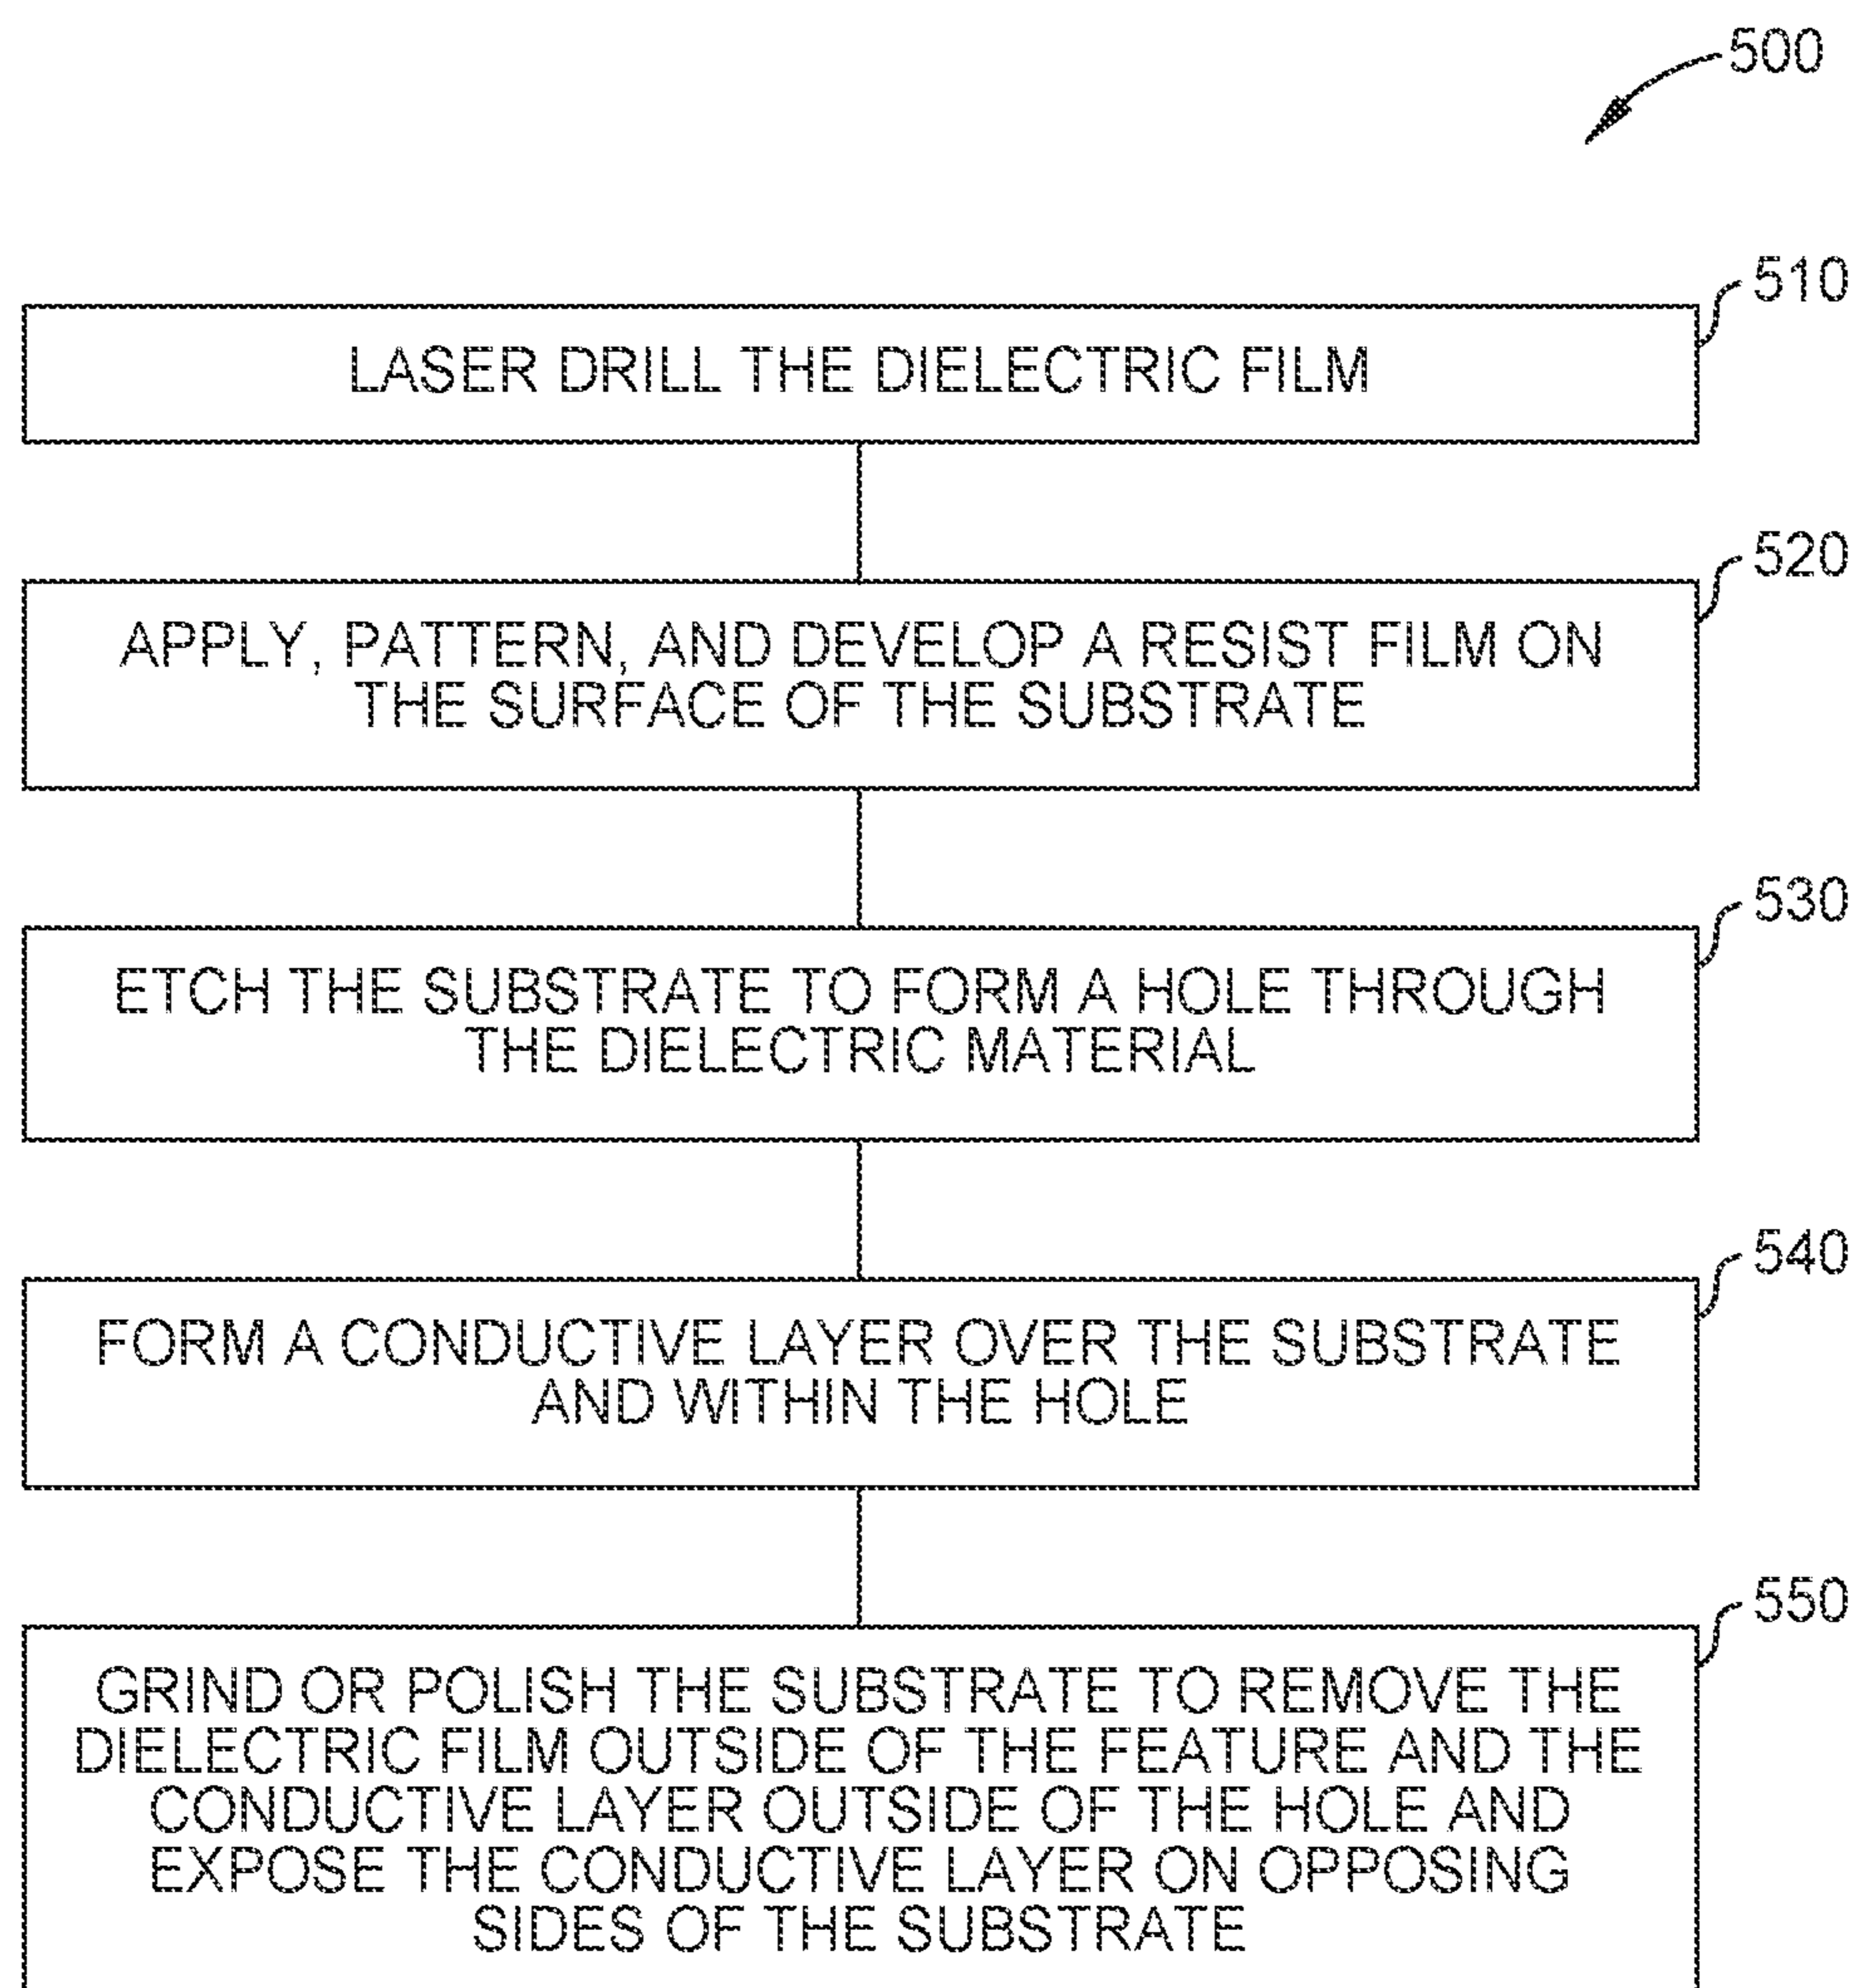 500
510
LASER DRILL THE DIELECTRIC FILM
520
APPLY, PATTERN, AND DEVELOP A RESIST FILM ON
THE SURFACE OF THE SUBSTRATE
530
ETCH THE SUBSTRATE TO FORM A HOLE THROUGH
THE DIELECTRIC MATERIAL
540
FORM A CONDUCTIVE LAYER OVER THE SUBSTRATE
AND WITHIN THE HOLE
550
GRIND OR POLISH THE SUBSTRATE TO REMOVE THE
DIELECTRIC FILM OUTSIDE OF THE FEATURE AND THE
CONDUCTIVE LAYER OUTSIDE OF THE HOLE AND
EXPOSE THE CONDUCTIVE LAYER ON OPPOSING
SIDES OF THE SUBSTRATE